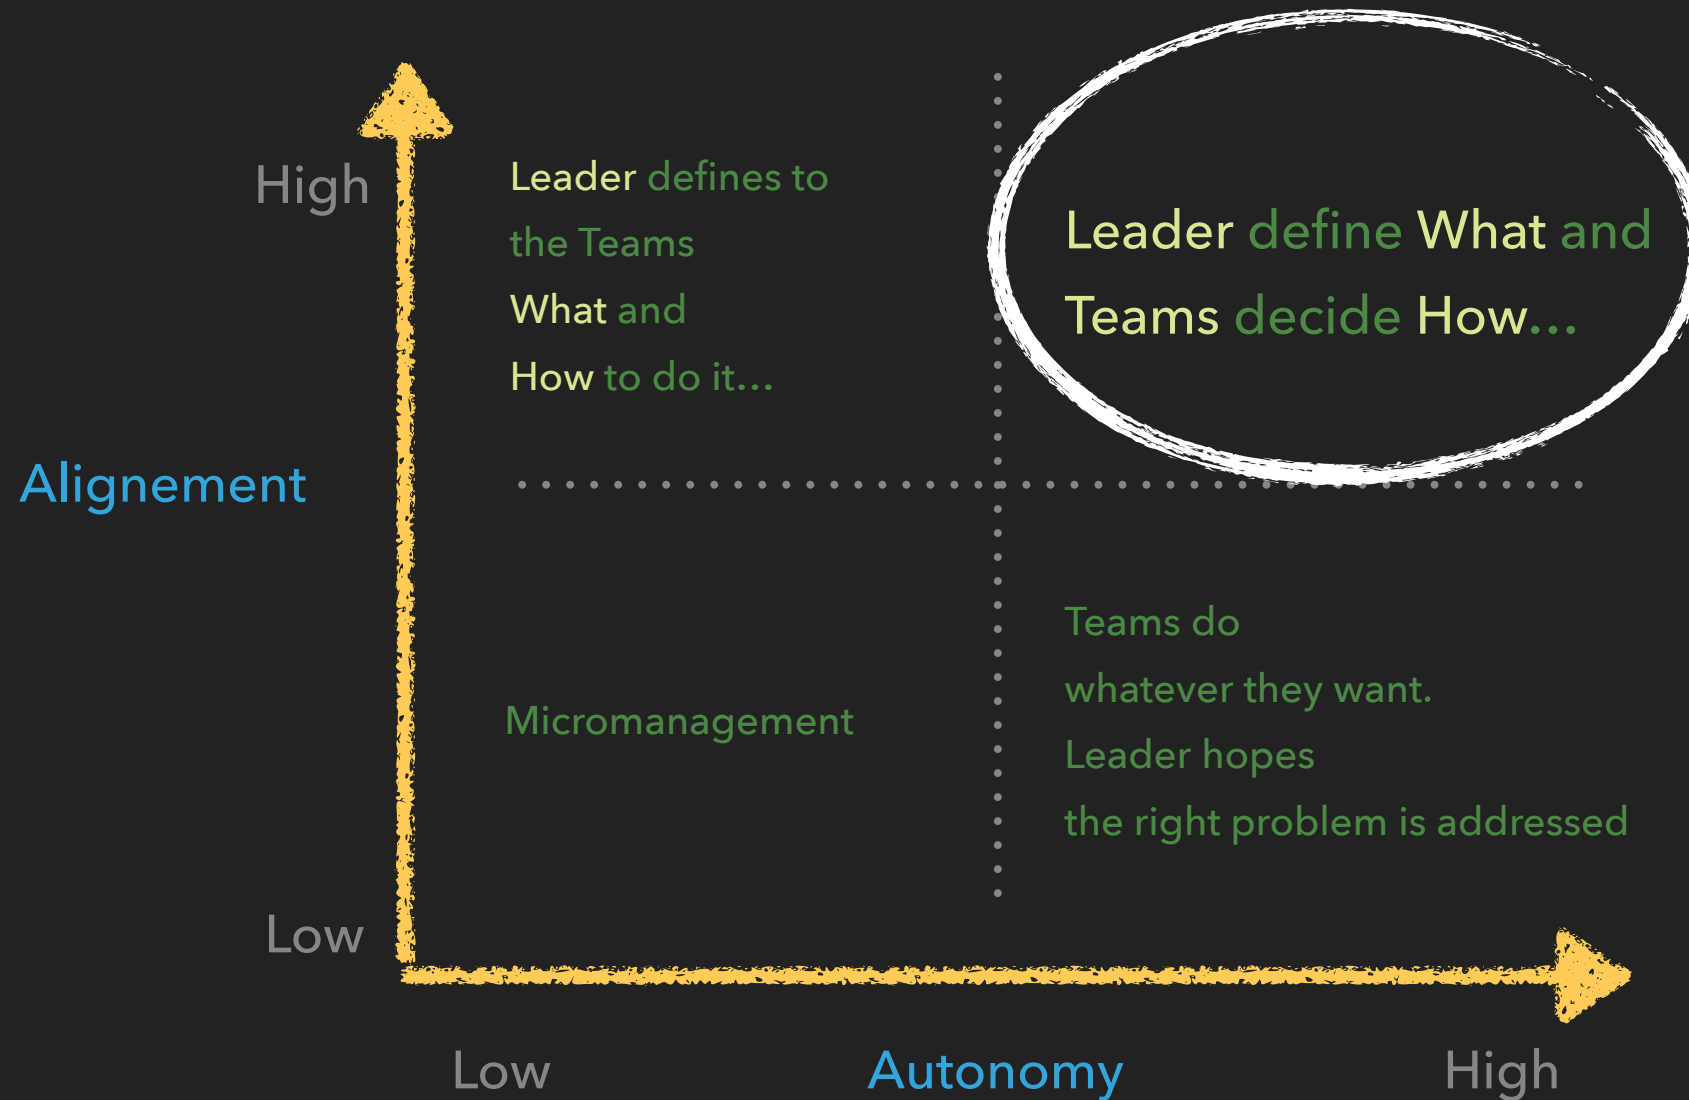 High
Leader defines to
the Teams
What and
How to do it...
Leader define What and
Teams decide How...
Alignement
Micromanagement
Teams do
whatever they want.
Leader hopes
the right problem is addressed
Low
Low
Autonomy
High